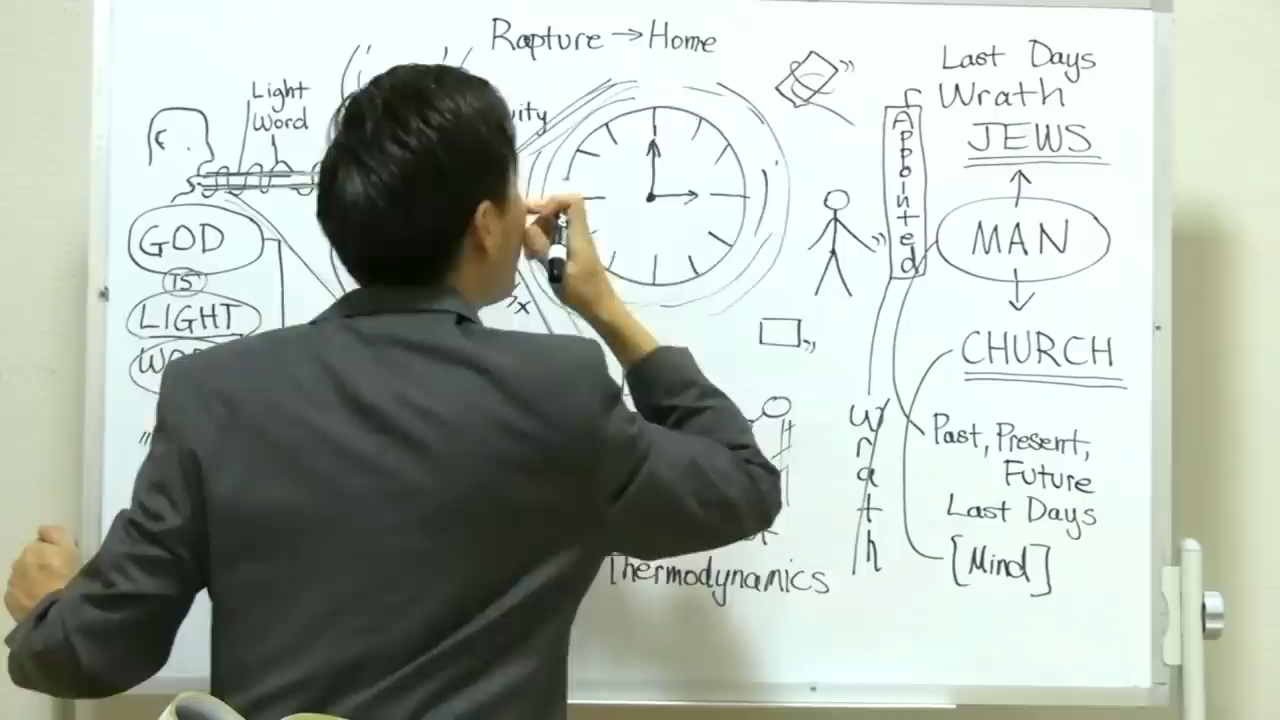 Rapture → Home
Light
Word
GOD
IS
LIGHT
Appointed
Last Days
Wrath
JEWS
MAN
CHURCH
Past, Present,
Future
Last Days
[Mind]
Wrath
Thermodynamics